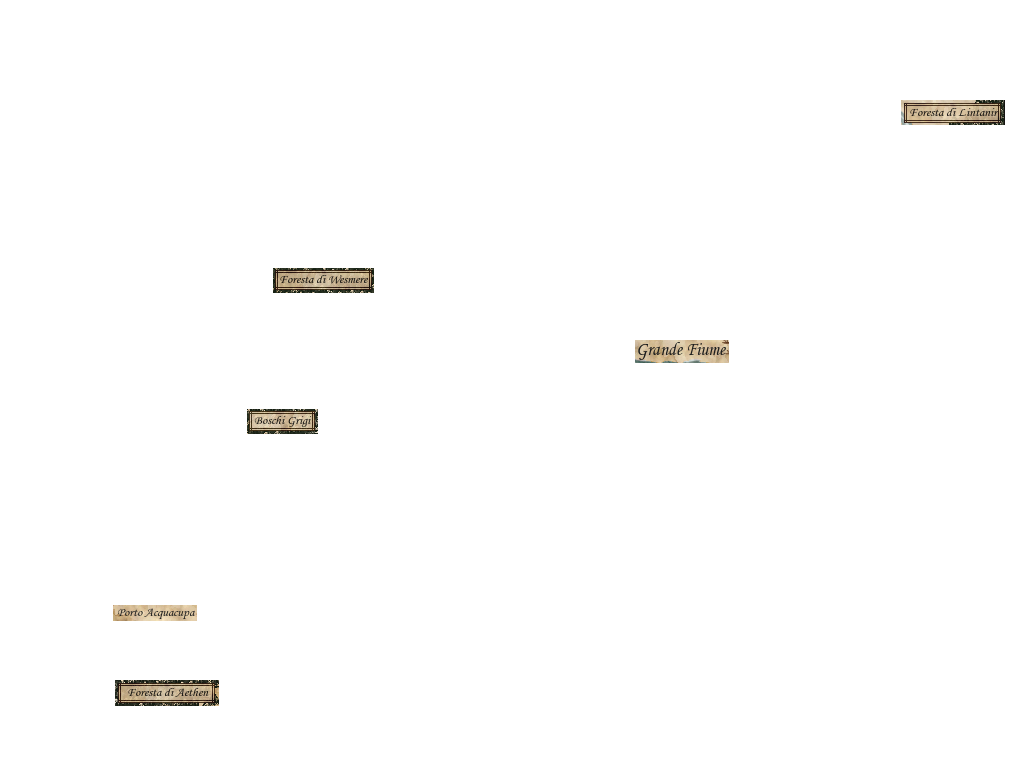 Foresta di Lintanir
Foresta di Wesmere
Grande Fiume
Boschi Grigi
Porto Acquacupa
Foresta di Aethen